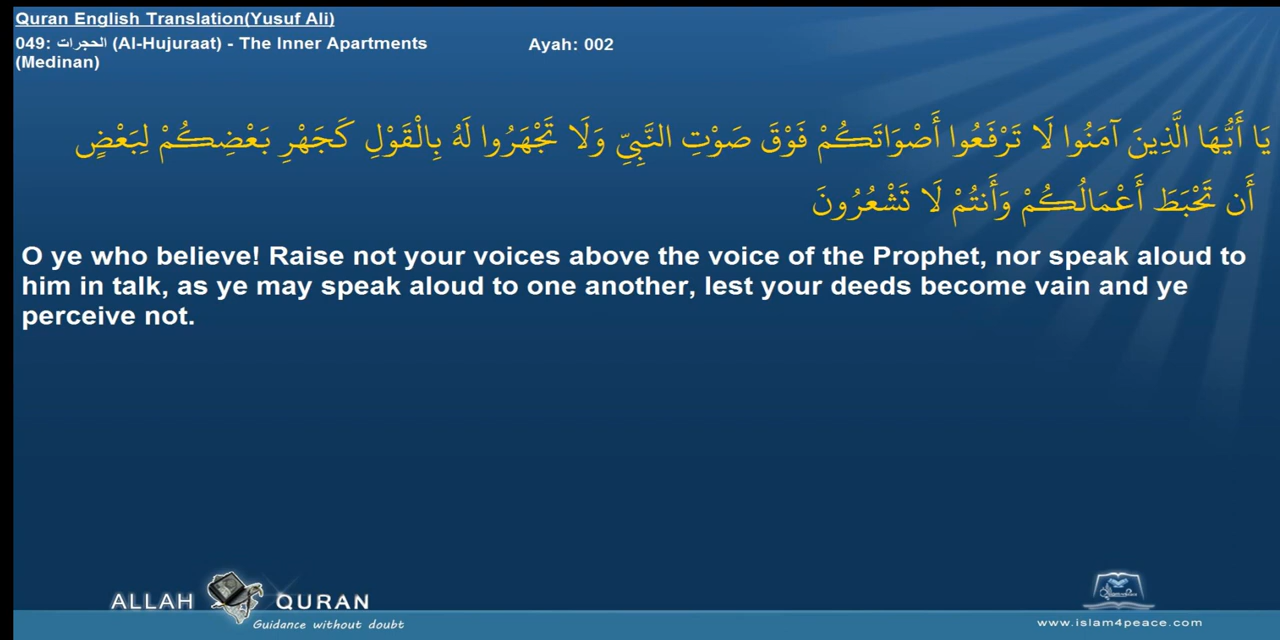 Quran English Translation(Yusuf Ali)
049: الحجرات (Al-Hujuraat) - The Inner Apartments
(Medinan)
Ayah: 002
يَا أَيُّهَا الَّذِينَ آمَنُوا لَا تَرْفَعُوا أَصْوَاتَكُمْ فَوْقَ صَوْتِ النَّبِيِّ وَلَا تَجْهَرُوا لَهُ بِالْقَوْلِ كَجَهْرِ بَعْضِكُمْ لِبَعْضٍ
أَن تَحْبَطَ أَعْمَالُكُمْ وَأَنتُمْ لَا تَشْعُرُونَ
O ye who believe! Raise not your voices above the voice of the Prophet, nor speak aloud to
him in talk, as ye may speak aloud to one another, lest your deeds become vain and ye
perceive not.
ALLAH QURAN
Guidance without doubt
www.islam4peace.com